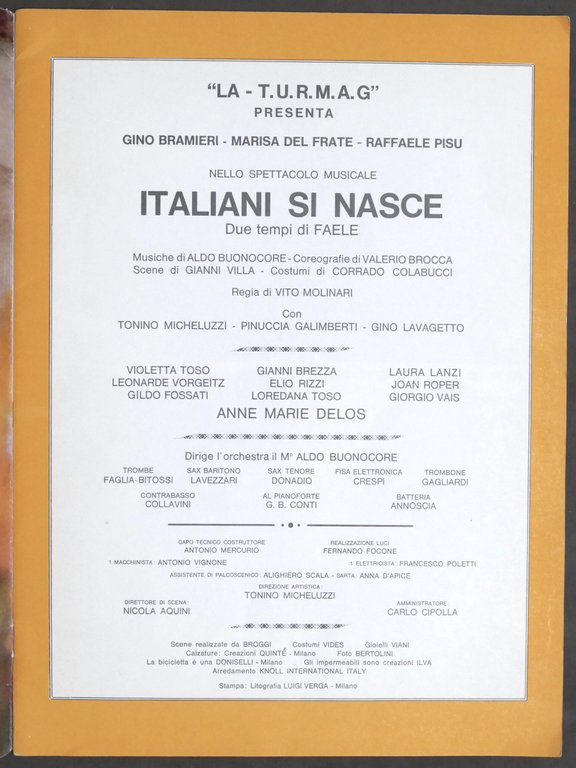 "LA - T.U.R.M.A.G"
PRESENTA
GINO BRAMIERI - MARISA DEL FRATE - RAFFAELE PISU
NELLO SPETTACOLO MUSICALE
ITALIANI SI NASCE
Due tempi di FAELE
Musiche di ALDO BUONOCORE - Coreografie di VALERIO BROCCA
Scene di GIANNI VILLA - Costumi di CORRADO COLABUCCI
Regia di VITO MOLINARI
Con
TONINO MICHELUZZI - PINUCCIA GALIMBERTI - GINO LAVAGETTO
VIOLETTA TOSO GIANNI BREZZA LAURA LANZI
LEONARDE VORGEITZ ELIO RIZZI JOAN ROPER
GILDO FOSSATI LOREDANA TOSO GIORGIO VAIS
ANNE MARIE DELOS
Dirige l'orchestra il M° ALDO BUONOCORE
TROMBE SAX BARITONO SAX TENORE FISA ELETTRONICA TROMBONE
FAGLIA-BITOSSI LAVEZZARI DONADIO CRESPI GAGLIARDI
CONTRABASSO AL PIANOFORTE BATTERIA
COLLAVINI G. B. CONTI ANNOSCIA
CAPO TECNICO COSTRUTTORE REALIZZAZIONE LUCI
ANTONIO MERCURIO FERNANDO FOCONE
1 MACCHINISTA: ANTONIO VIGNONE 1 ELETTRICISTA: FRANCESCO POLETTI
ASSISTENTE DI PALCOSCENICO: ALIGHIERO SCALA - SARTA: ANNA D'APICE
DIREZIONE ARTISTICA:
TONINO MICHELUZZI
DIRETTORE DI SCENA: AMMINISTRATORE
NICOLA AQUINI CARLO CIPOLLA
Scene realizzate da BROGGI Costumi VIDES Gioielli VIANI
Calzature: Creazioni QUINTÉ - Milano Foto BERTOLINI
La bicicletta é una DONISELLI - Milano Gli impermeabili sono creazioni ILVA
Arredamento KNOLL INTERNATIONAL ITALY
Stampa: Litografia LUIGI VERGA - Milano